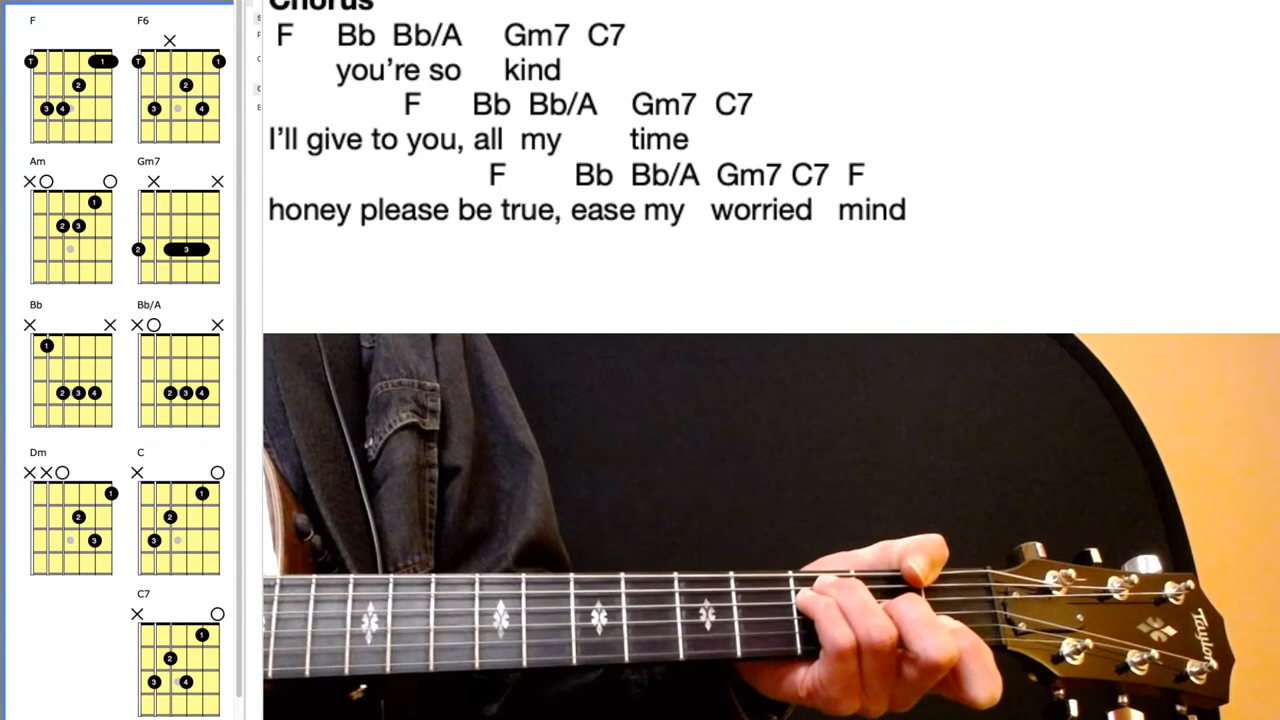 Chorus
F Bb Bb/A Gm7 C7
you’re so kind
F Bb Bb/A Gm7 C7
I’ll give to you, all my time
F Bb Bb/A Gm7 C7 F
honey please be true, ease my worried mind
F F6
T 1 T 1
2 2
3 4 3 4
Am Gm7
1
2 3
2 3
Bb Bb/A
1
2 3 4 2 3 4
Dm C
1 1
2 2
3 3
C7
1
2
3 4
Taylor